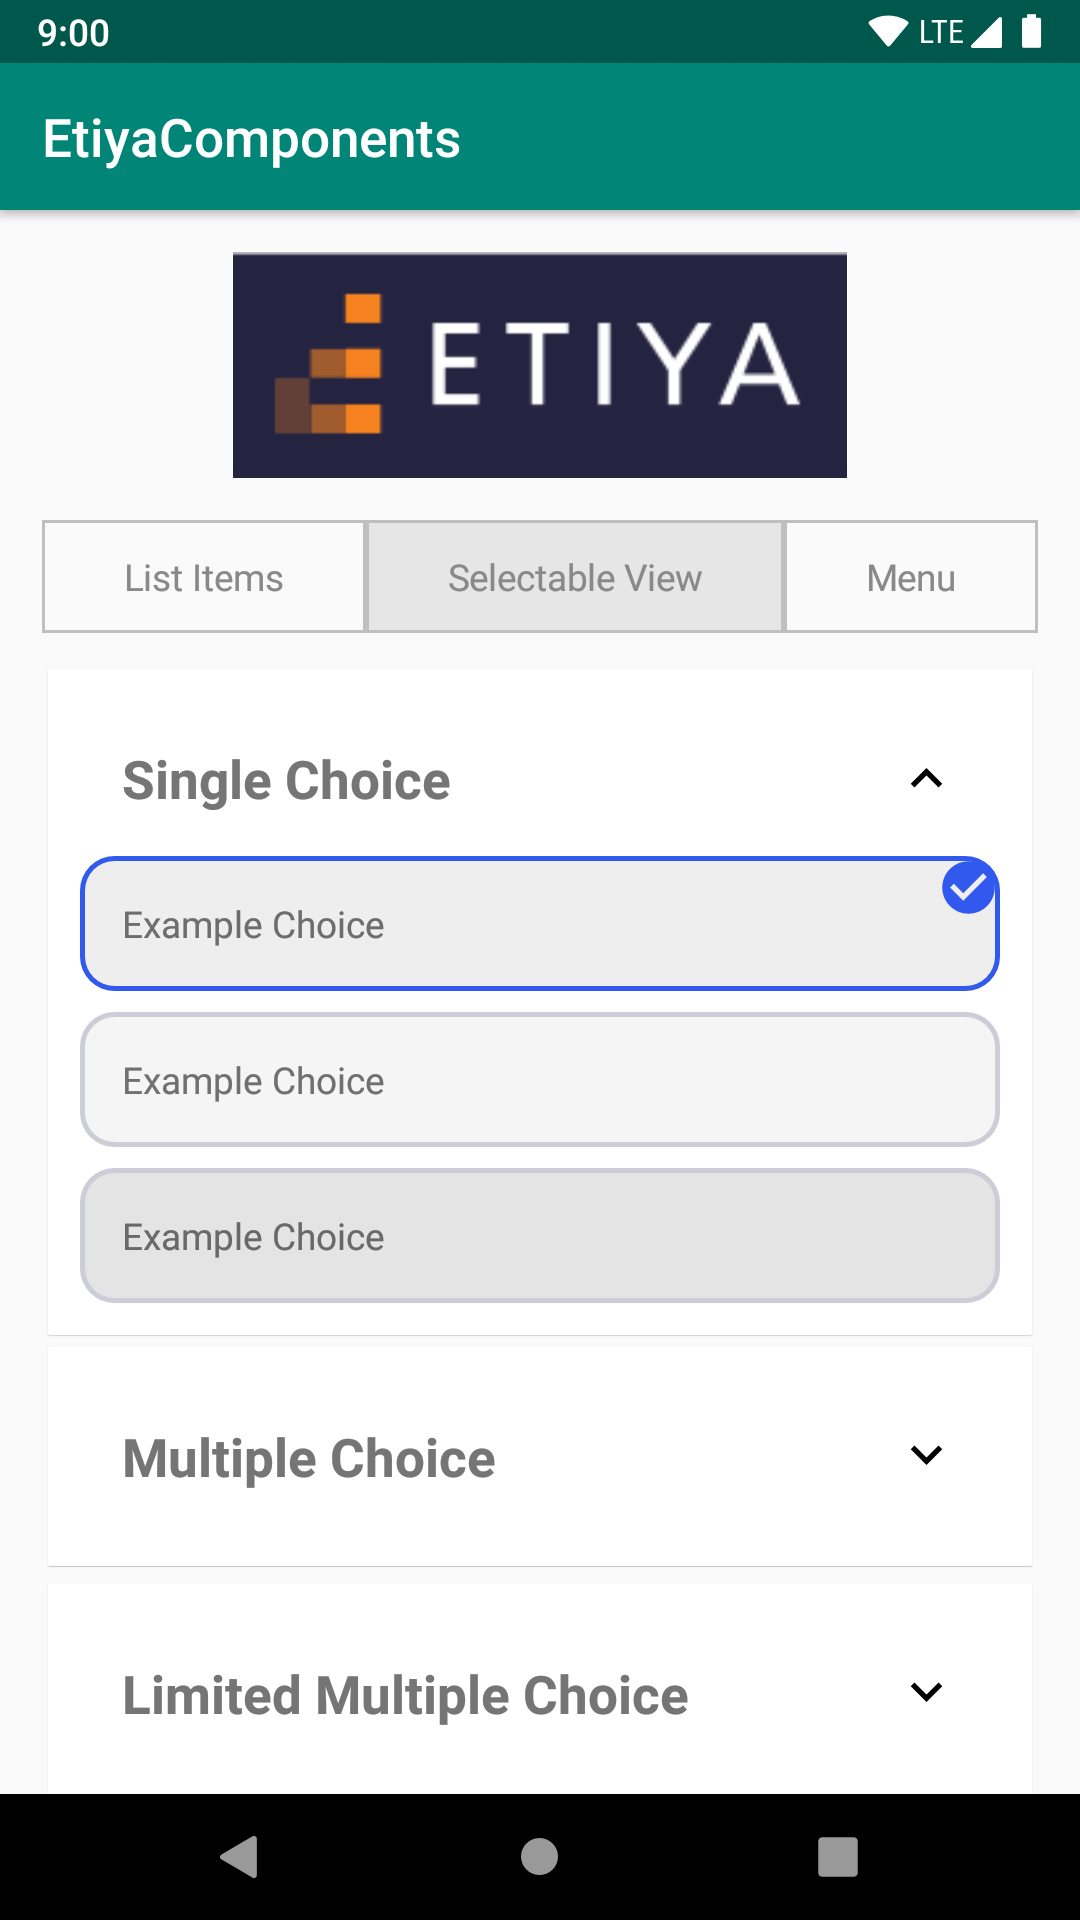 9:00 LTE
EtiyaComponents
ETIYA
List Items Selectable View Menu
Single Choice
Example Choice
Example Choice
Example Choice
Multiple Choice
Limited Multiple Choice